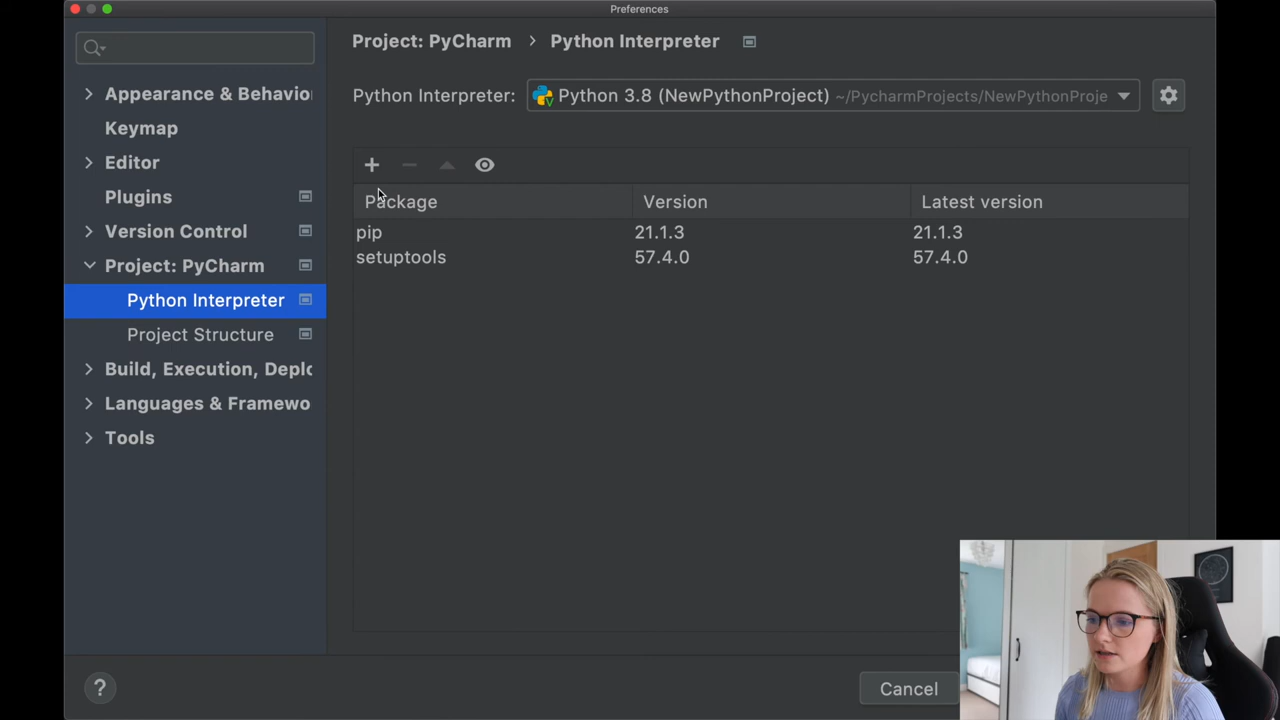 Preferences
Project: PyCharm > Python Interpreter
Python Interpreter: Python 3.8 (NewPythonProject) ~/PycharmProjects/NewPythonProje
Appearance & Behavio
Keymap
Editor
Plugins
Version Control
Project: PyCharm
Python Interpreter
Project Structure
Build, Execution, Deplo
Languages & Framewo
Tools
Package Version Latest version
pip 21.1.3 21.1.3
setuptools 57.4.0 57.4.0
?
Cancel